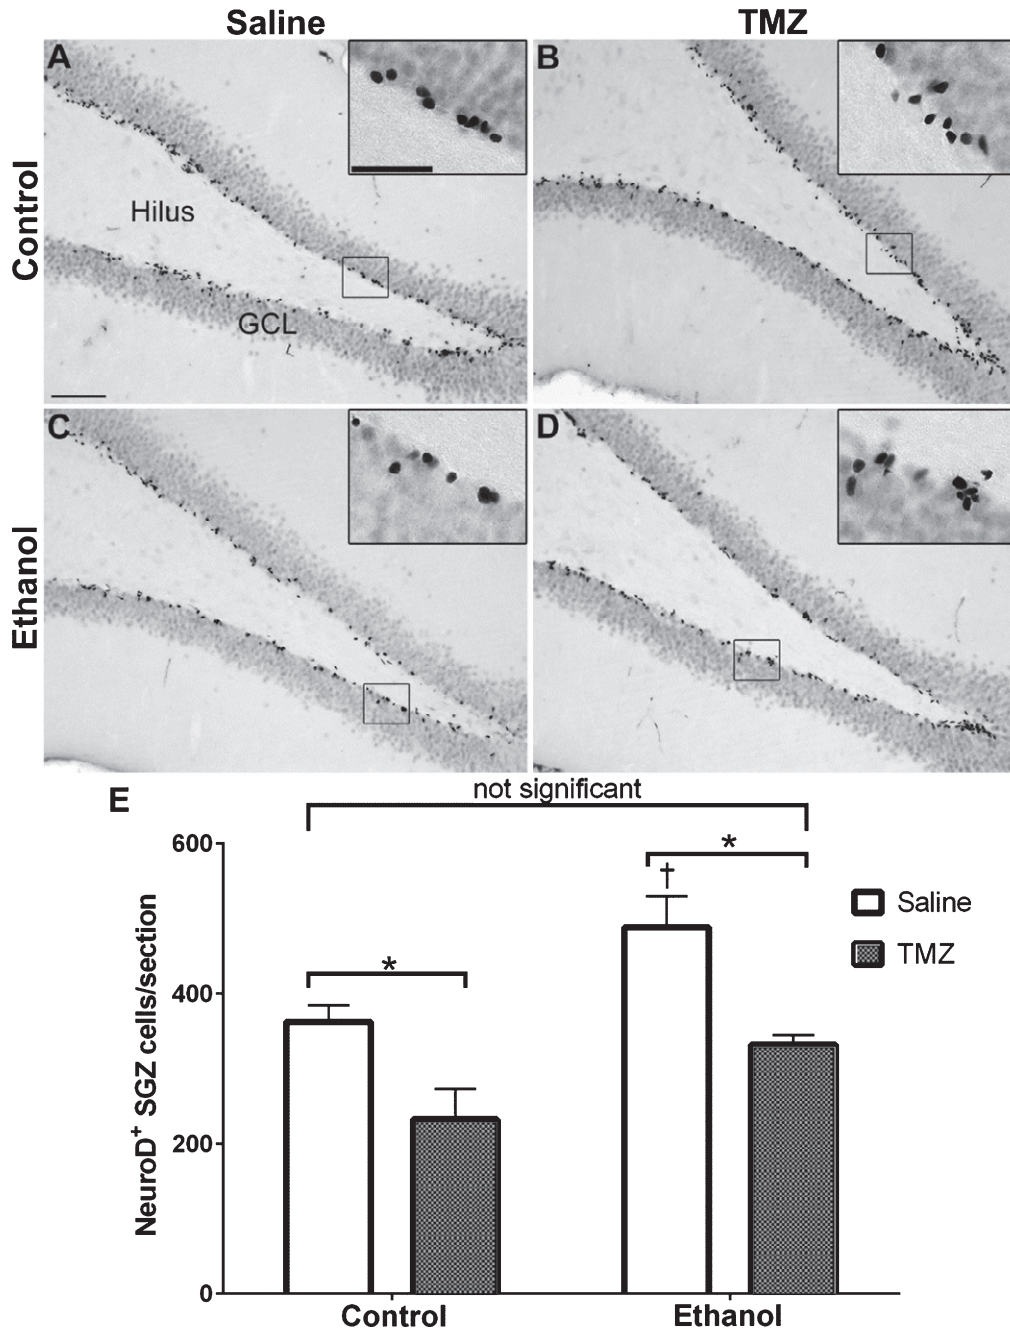 Saline TMZ
A B
Control
Hilus
GCL
C D
Ethanol
E
not significant
*
*
†
NeuroD+ SGZ cells/section
600
400
200
0
Saline
TMZ
Control Ethanol